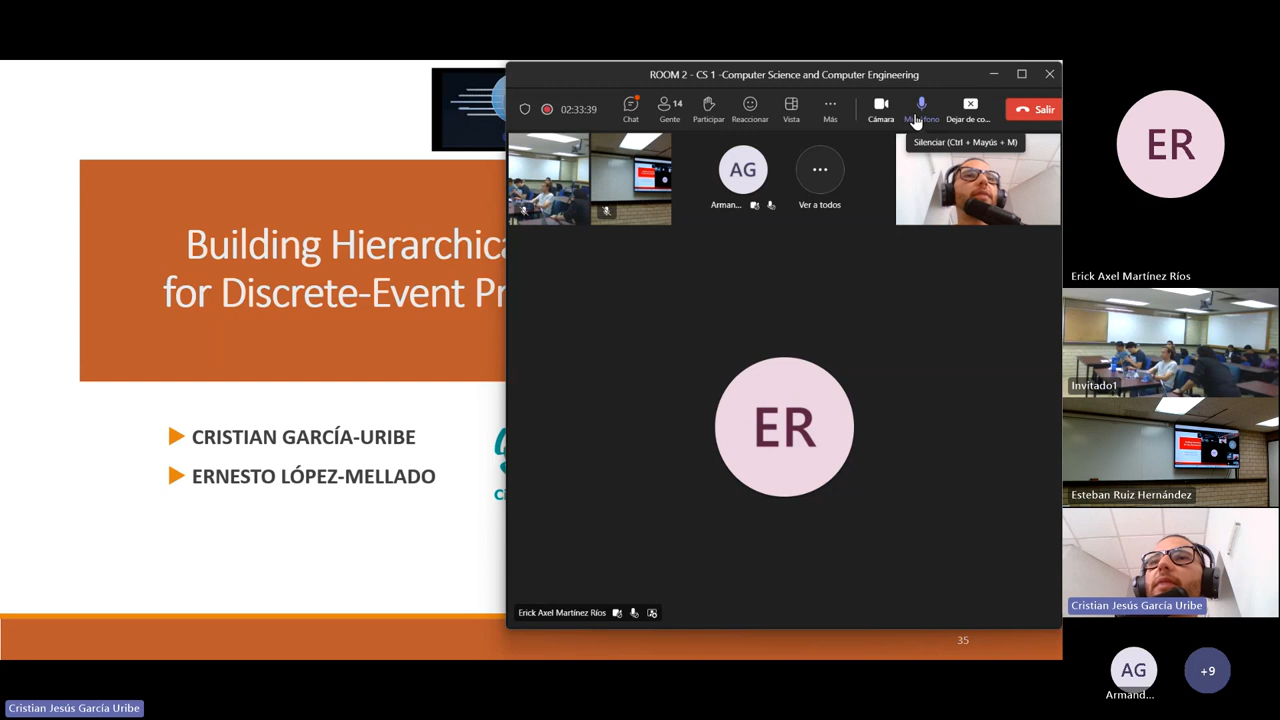 ROOM 2 - CS 1 -Computer Science and Computer Engineering
02:33:39
Chat
14
Gente
Participar
Reaccionar
Vista
Más
Cámara
Dejar de co...
Salir
Silenciar (Ctrl + Mayús + M)
AG
Arman...
Ver a todos
ER
Erick Axel Martínez Ríos
Building Hierarchica
for Discrete-Event Pr
CRISTIAN GARCÍA-URIBE
ERNESTO LÓPEZ-MELLADO
35
ER
Erick Axel Martínez Ríos
Invitado1
Esteban Ruiz Hernández
Cristian Jesús García Uribe
AG
Armand...
+9
Cristian Jesús García Uribe